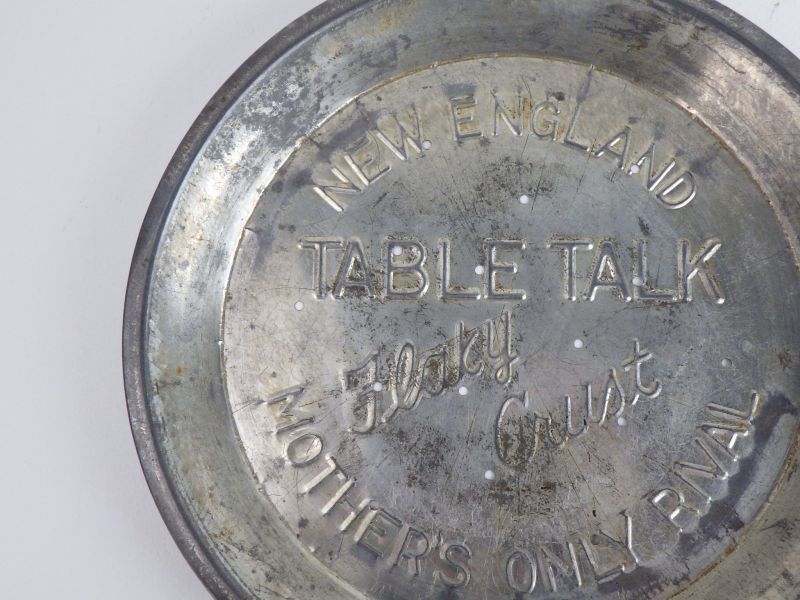 NEW ENGLAND
TABLE TALK
Flaky
Crust
MOTHER'S ONLY RIVAL